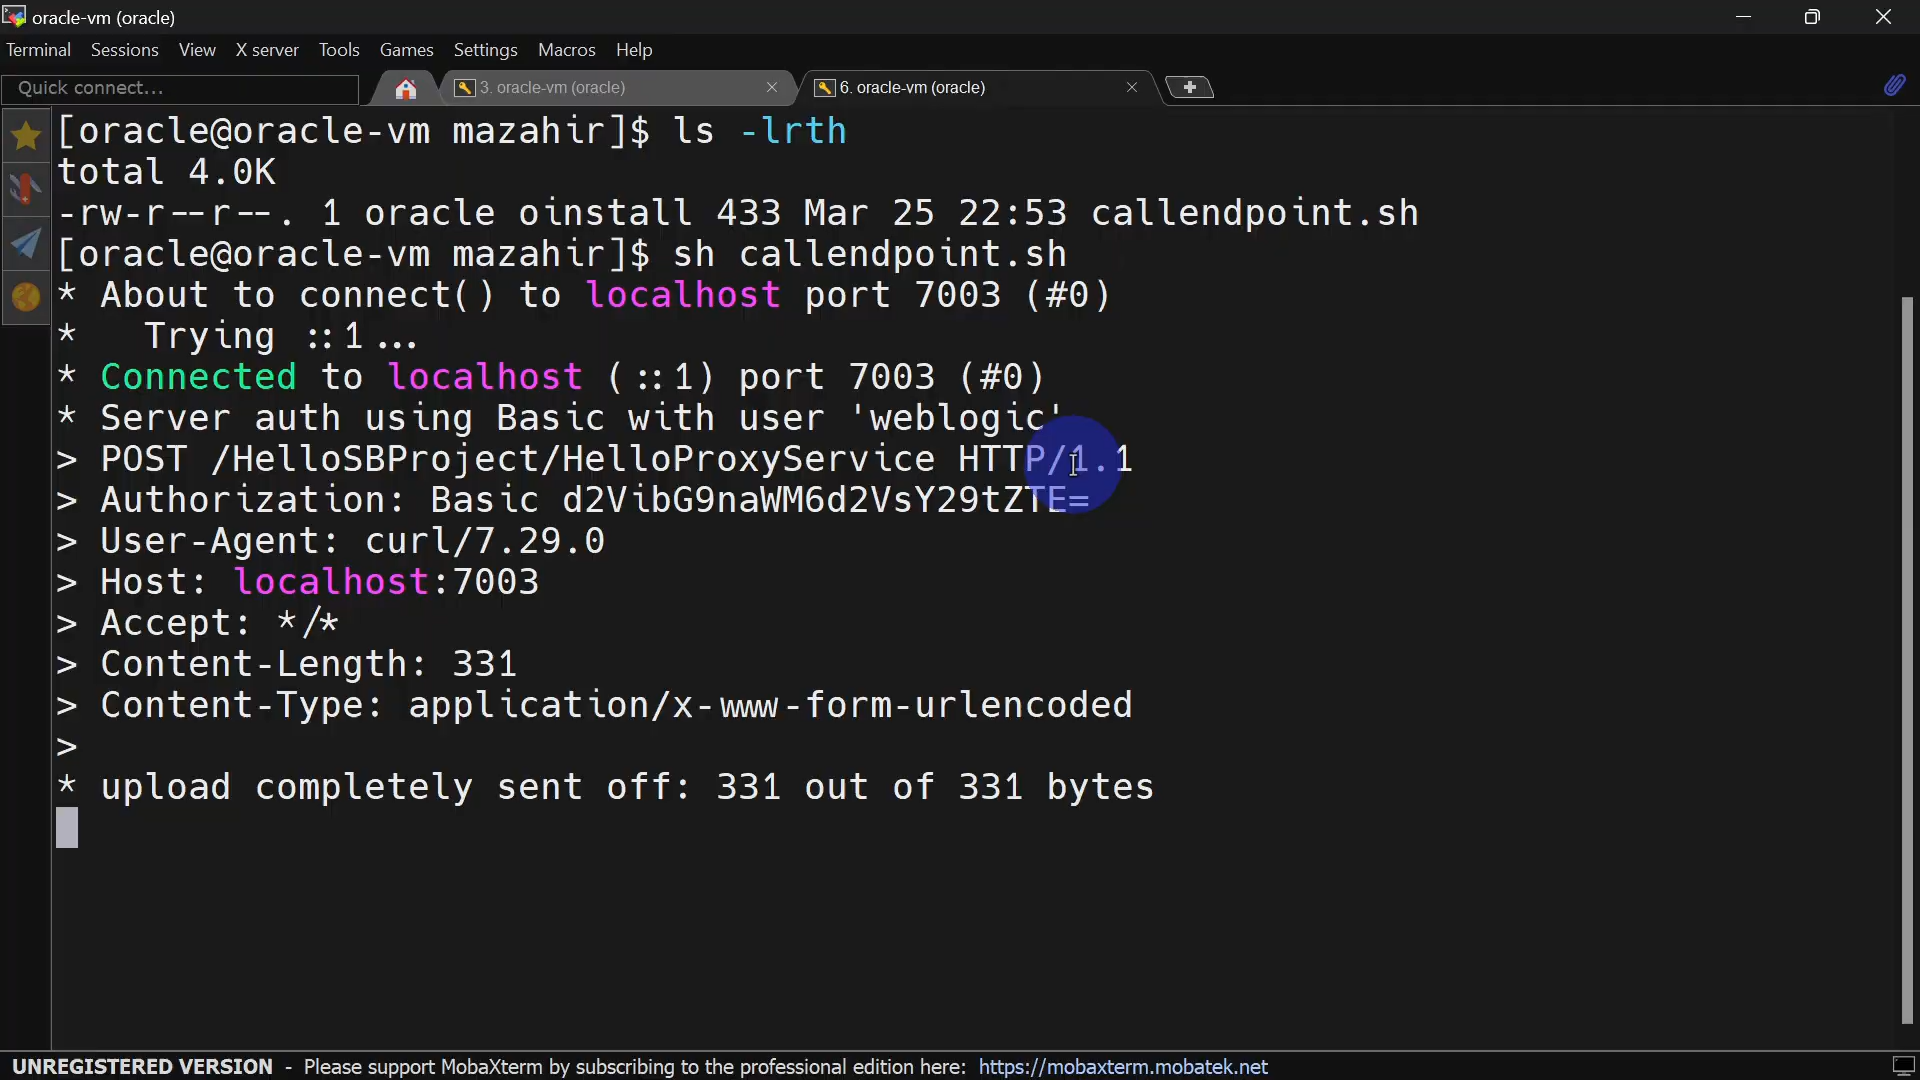 oracle-vm (oracle)
Terminal Sessions View X server Tools Games Settings Macros Help
Quick connect...
3. oracle-vm (oracle)
6. oracle-vm (oracle)
[oracle@oracle-vm mazahir]$ ls -lrth
total 4.0K
-rw-r--r--. 1 oracle oinstall 433 Mar 25 22:53 callendpoint.sh
[oracle@oracle-vm mazahir]$ sh callendpoint.sh
* About to connect() to localhost port 7003 (#0)
*   Trying ::1...
* Connected to localhost (::1) port 7003 (#0)
* Server auth using Basic with user 'weblogic'
> POST /HelloSBProject/HelloProxyService HTTP/1.1
> Authorization: Basic d2VibG9naWM6d2VsY29tZTE=
> User-Agent: curl/7.29.0
> Host: localhost:7003
> Accept: */*
> Content-Length: 331
> Content-Type: application/x-www-form-urlencoded
>
* upload completely sent off: 331 out of 331 bytes
UNREGISTERED VERSION - Please support MobaXterm by subscribing to the professional edition here: https://mobaxterm.mobatek.net